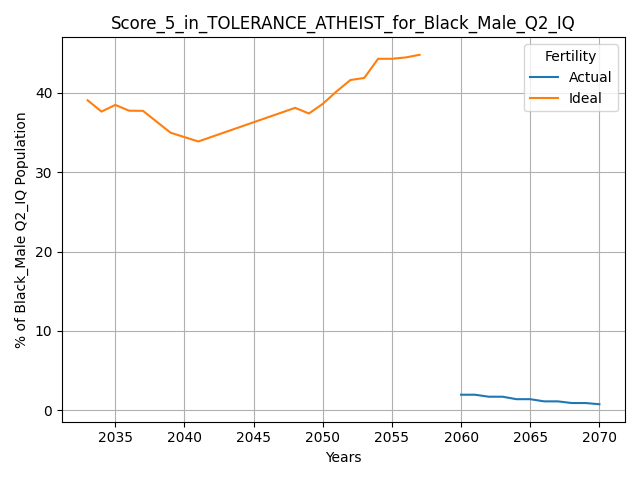 Score_5_in_TOLERANCE_ATHEIST_for_Black_Male_Q2_IQ
Fertility
Actual
Ideal
% of Black_Male Q2_IQ Population
40
30
20
10
0
2035 2040 2045 2050 2055 2060 2065 2070
Years